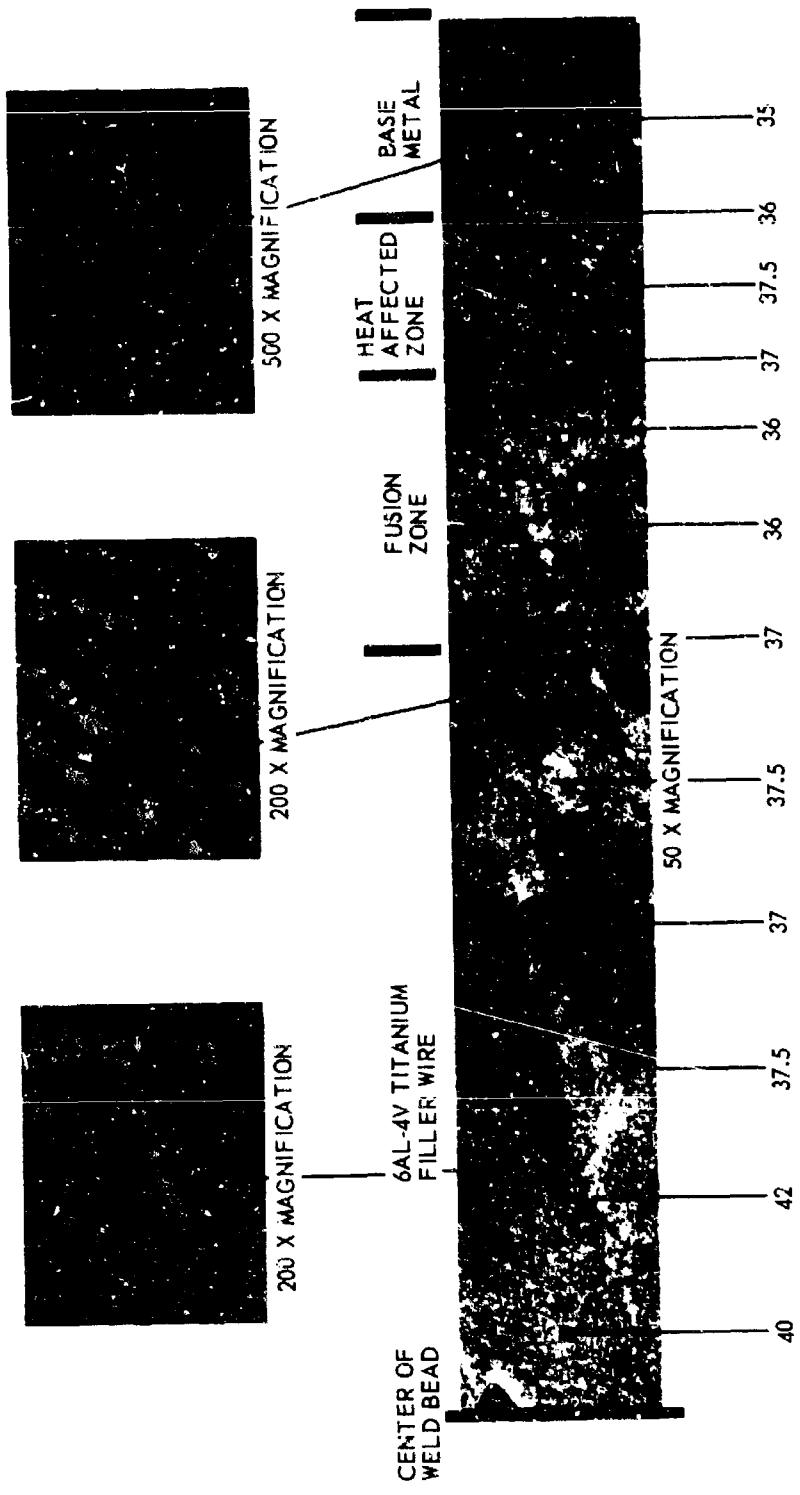 200 X MAGNIFICATION
200 X MAGNIFICATION
500 X MAGNIFICATION
CENTER OF
WELD BEAD
6AL-4V TITANIUM
FILLER WIRE
FUSION
ZONE
HEAT
AFFECTED
ZONE
BASE
METAL
50 X MAGNIFICATION
40
42
37.5
37
37.5
37
36
36
37
37.5
36
35